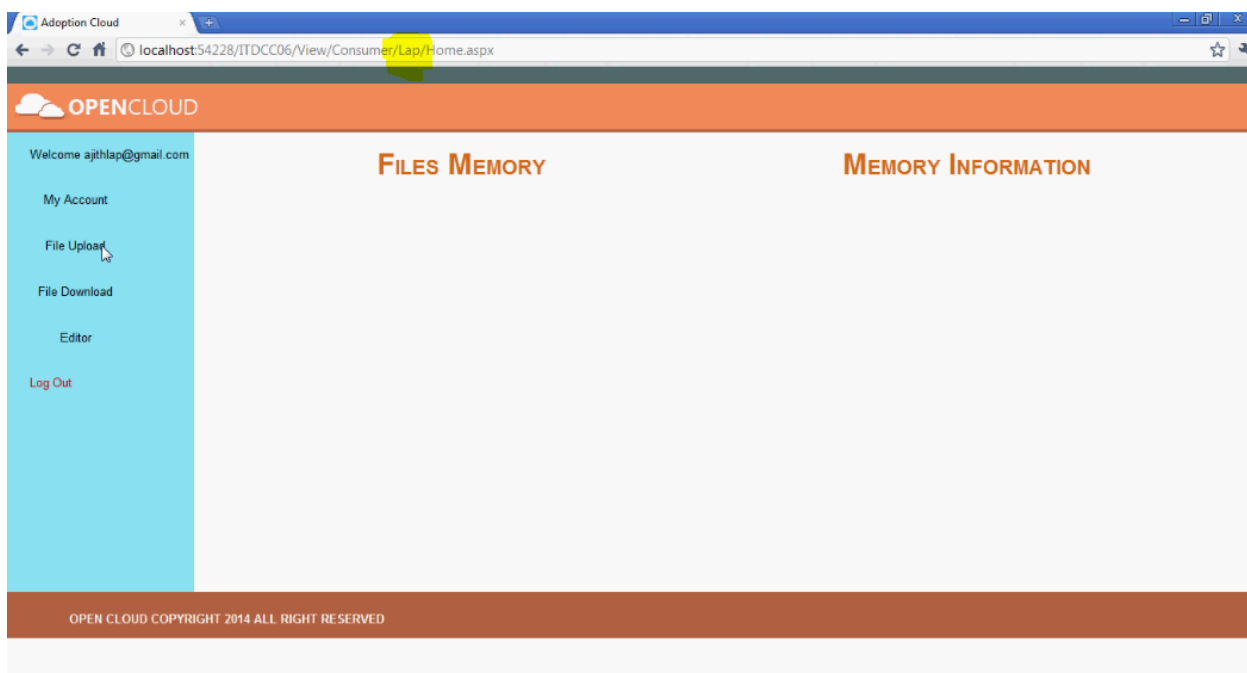 Adoption Cloud
localhost:54228/ITDCC06/View/Consumer/Lap/Home.aspx
OPENCLOUD
Welcome ajithlap@gmail.com
FILES MEMORY
MEMORY INFORMATION
My Account
File Upload
File Download
Editor
Log Out
OPEN CLOUD COPYRIGHT 2014 ALL RIGHT RESERVED